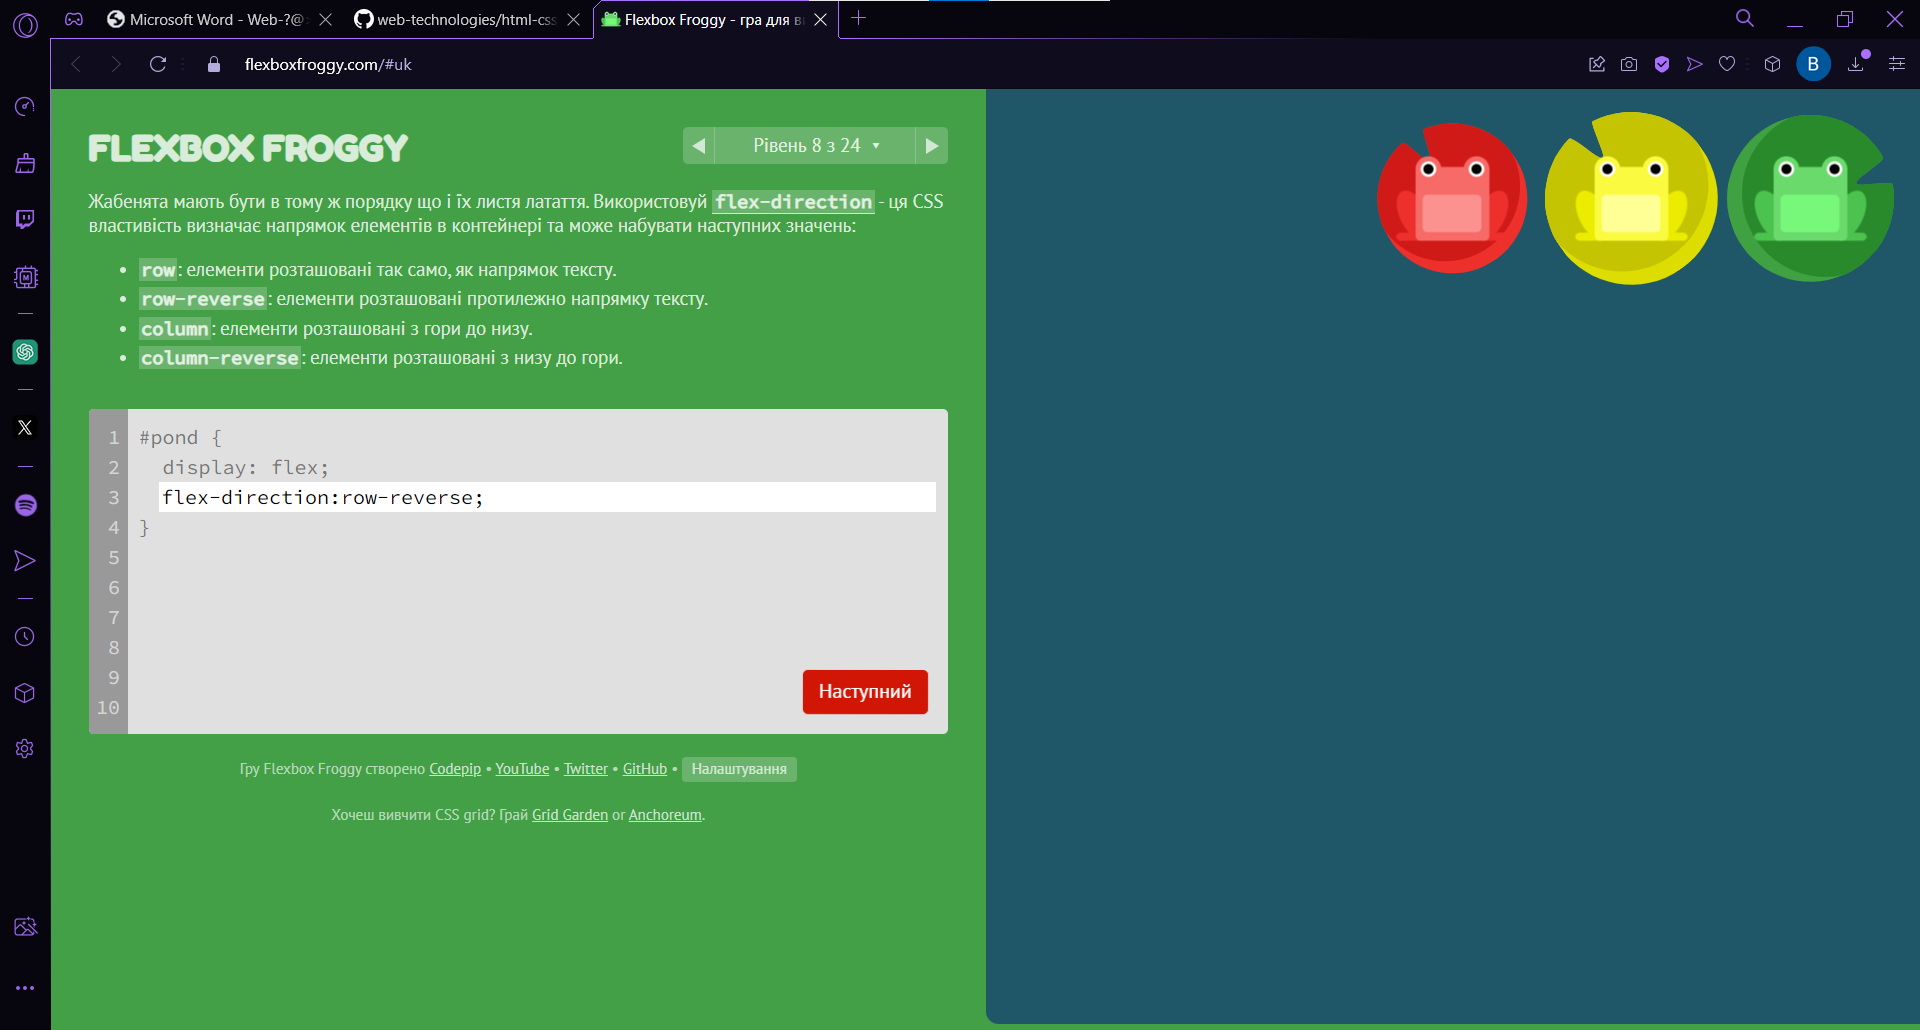 Microsoft Word - Web-?@
web-technologies/html-css
Flexbox Froggy - гра для в
flexboxfroggy.com/#uk
B
FLEXBOX FROGGY
Рівень 8 з 24
Жабенята мають бути в тому ж порядку що і їх листя латаття. Використовуй flex-direction - ця CSS
властивість визначає напрямок елементів в контейнері та може набувати наступних значень:
• row: елементи розташовані так само, як напрямок тексту.
• row-reverse: елементи розташовані протилежно напрямку тексту.
• column: елементи розташовані з гори до низу.
• column-reverse: елементи розташовані з низу до гори.
1 #pond {
2 display: flex;
3 flex-direction:row-reverse;
4 }
5
6
7
8
9
10
Наступний
Гру Flexbox Froggy створено Codepip • YouTube • Twitter • GitHub • Налаштування
Хочеш вивчити CSS grid? Грай Grid Garden or Anchoreum.